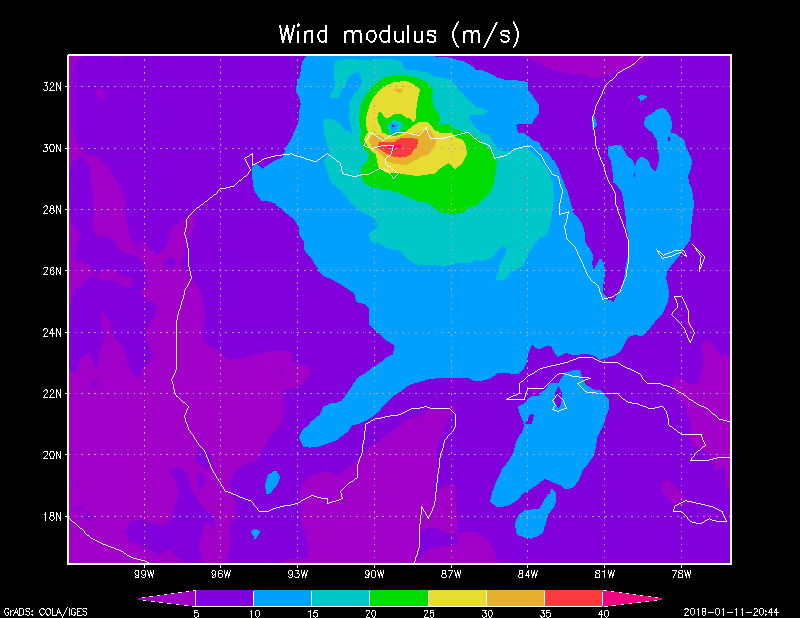 Wind modulus (m/s)
32N
30N
28N
26N
24N
22N
20N
18N
99W 96W 93W 90W 87W 84W 81W 78W
5 10 15 20 25 30 35 40
GrADS: COLA/IGES 2018-01-11-20:44